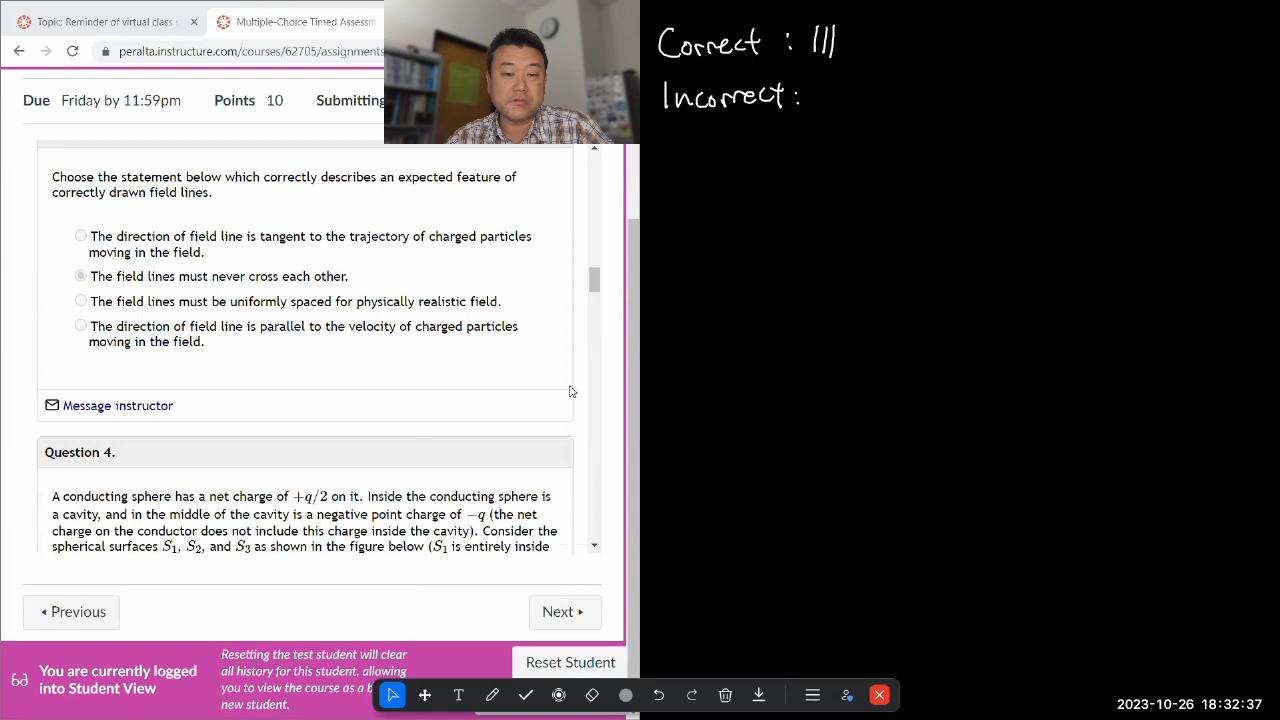 Topic: Reminder of virtual class
Multiple-Choice Timed Assessm
peralta.instructure.com/courses/62705/assignments
Correct : |||
Incorrect :
Due Friday by 11:59pm Points 10 Submitting
Choose the statement below which correctly describes an expected feature of
correctly drawn field lines.
The direction of field line is tangent to the trajectory of charged particles
moving in the field.
The field lines must never cross each other.
The field lines must be uniformly spaced for physically realistic field.
The direction of field line is parallel to the velocity of charged particles
moving in the field.
Message instructor
Question 4.
A conducting sphere has a net charge of +q/2 on it. Inside the conducting sphere is
a cavity, and in the middle of the cavity is a negative point charge of −q (the net
charge on the conductor does not include this charge inside the cavity). Consider the
spherical surfaces S₁, S₂, and S₃ as shown in the figure below (S₁ is entirely inside
Previous
Next
You are currently logged
into Student View
Resetting the test student will clear
all history for this student, allowing
you to view the course as a b
new student.
Reset Student
2023-10-26 18:32:37